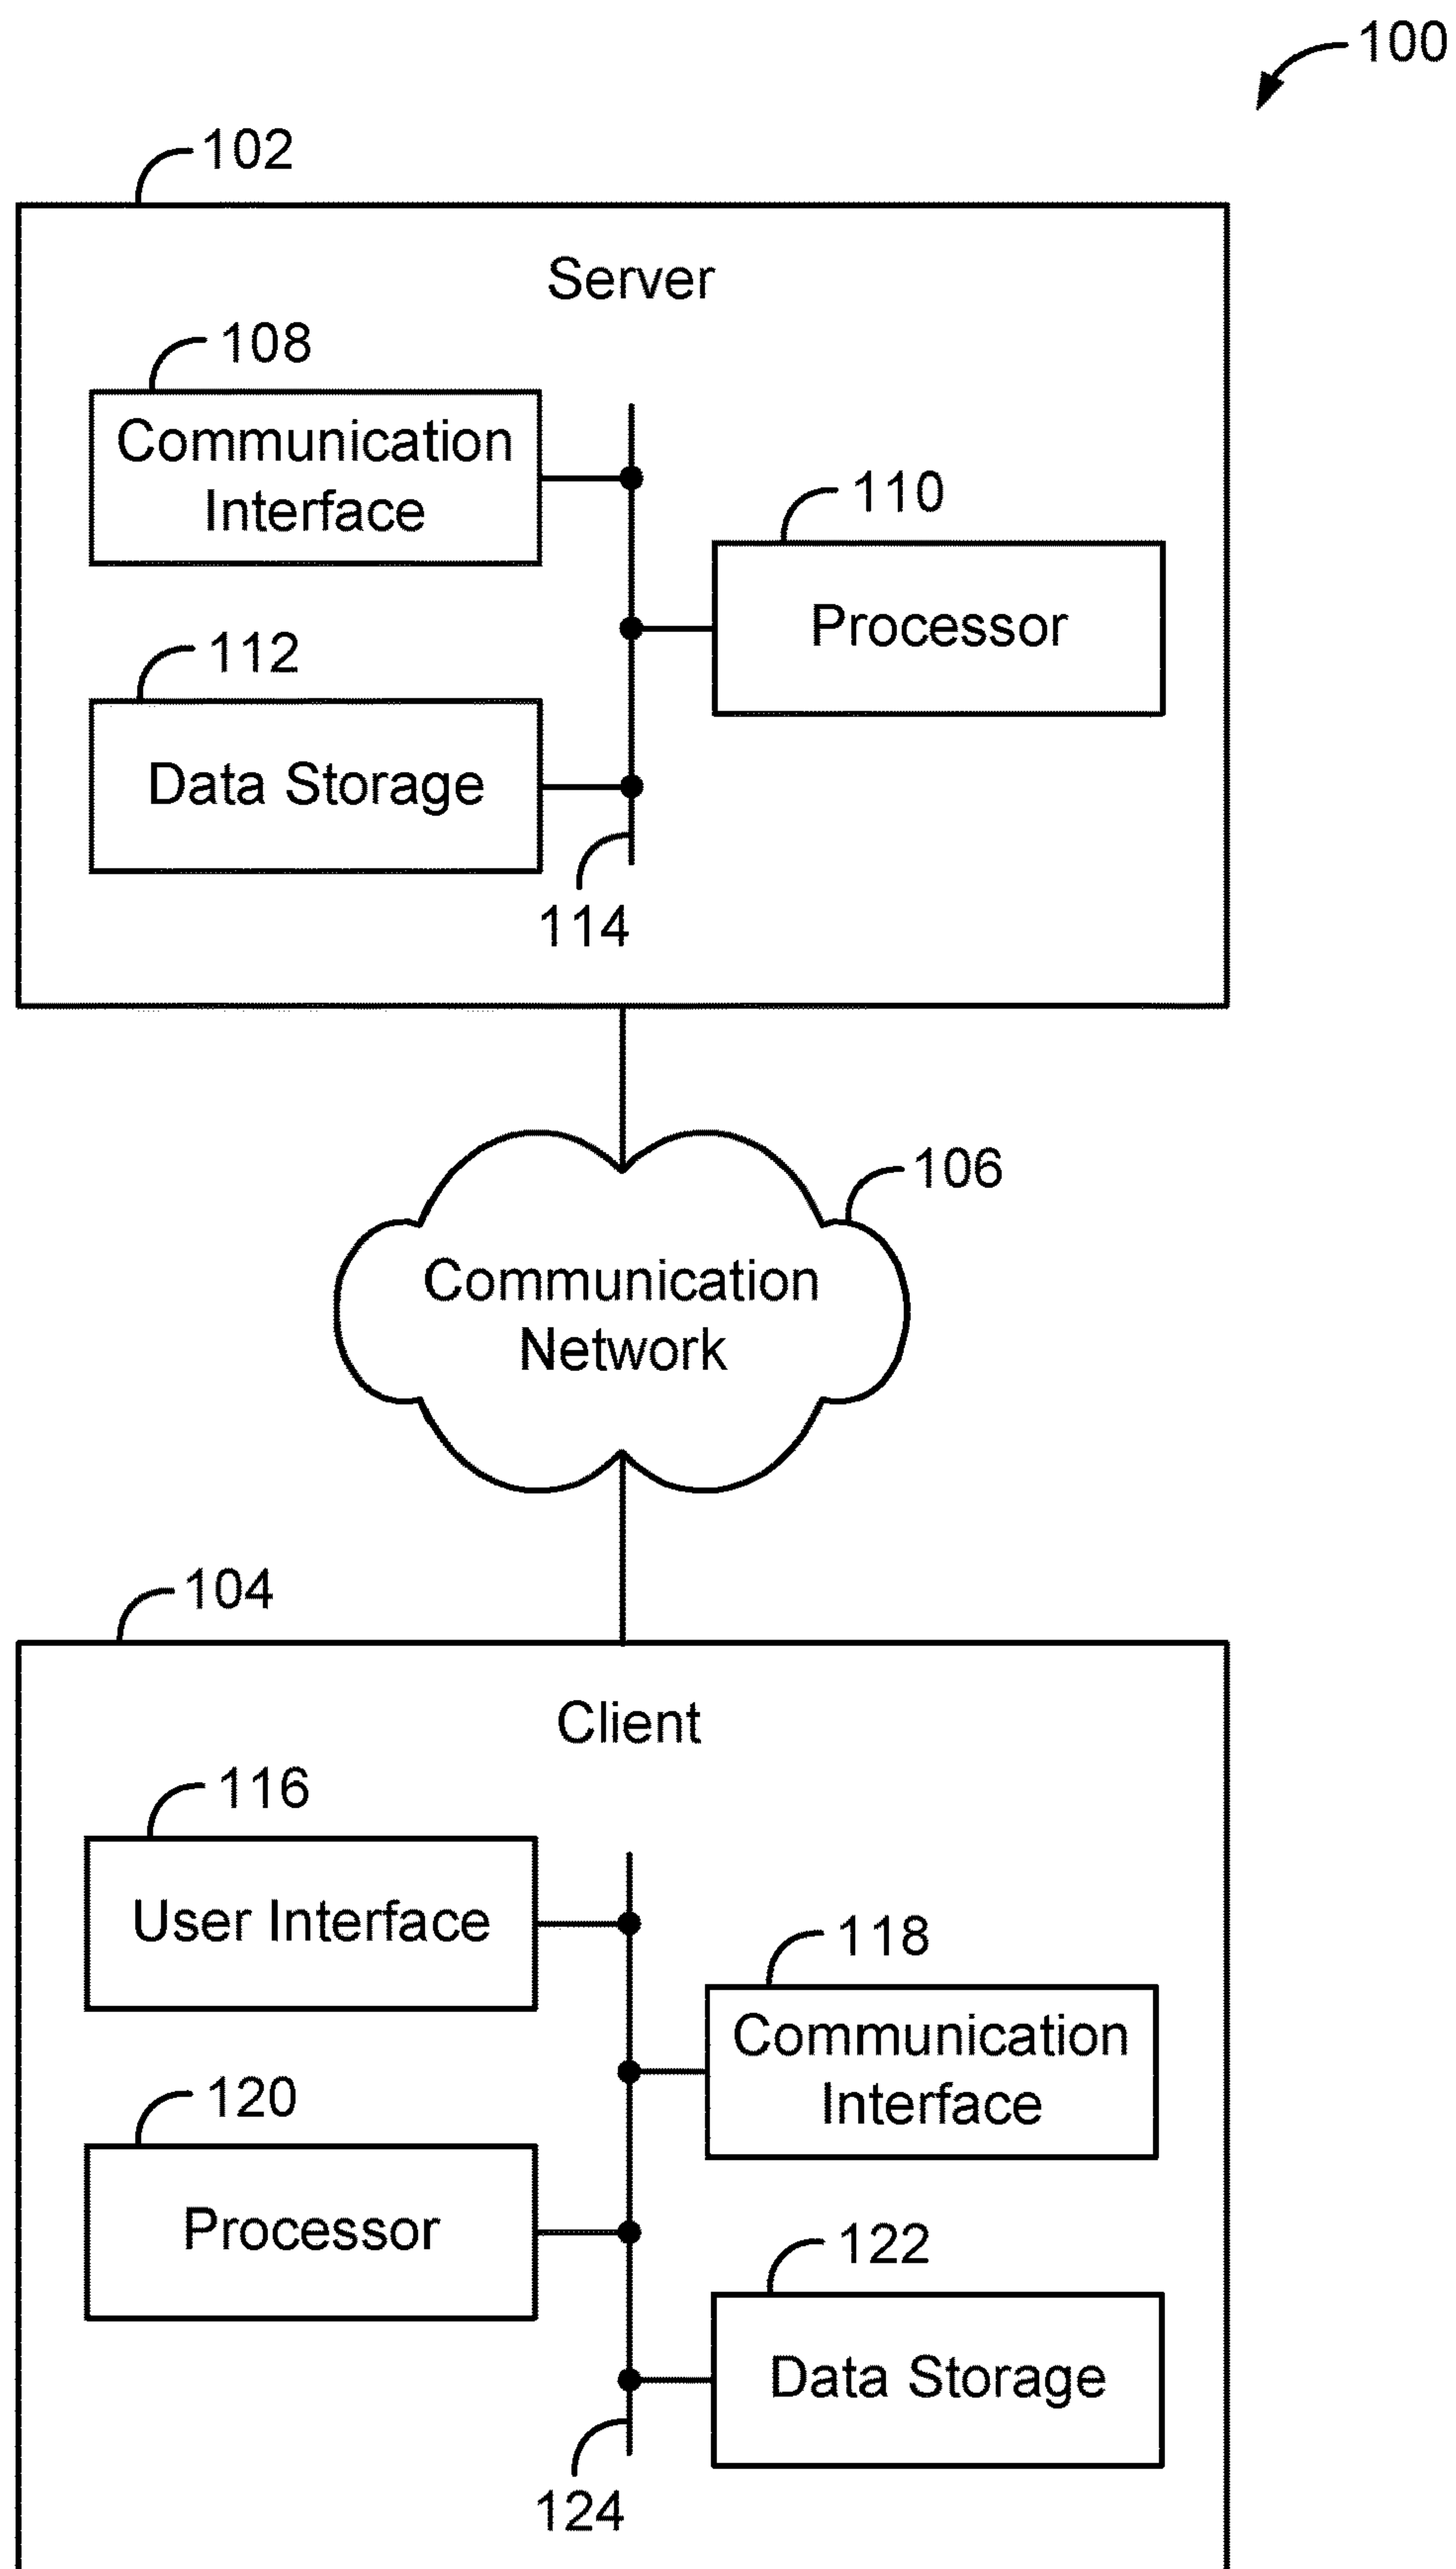 100
102
Server
108
Communication
Interface
110
Processor
112
Data Storage
114
106
Communication
Network
104
Client
116
User Interface
118
Communication
Interface
120
Processor
122
Data Storage
124